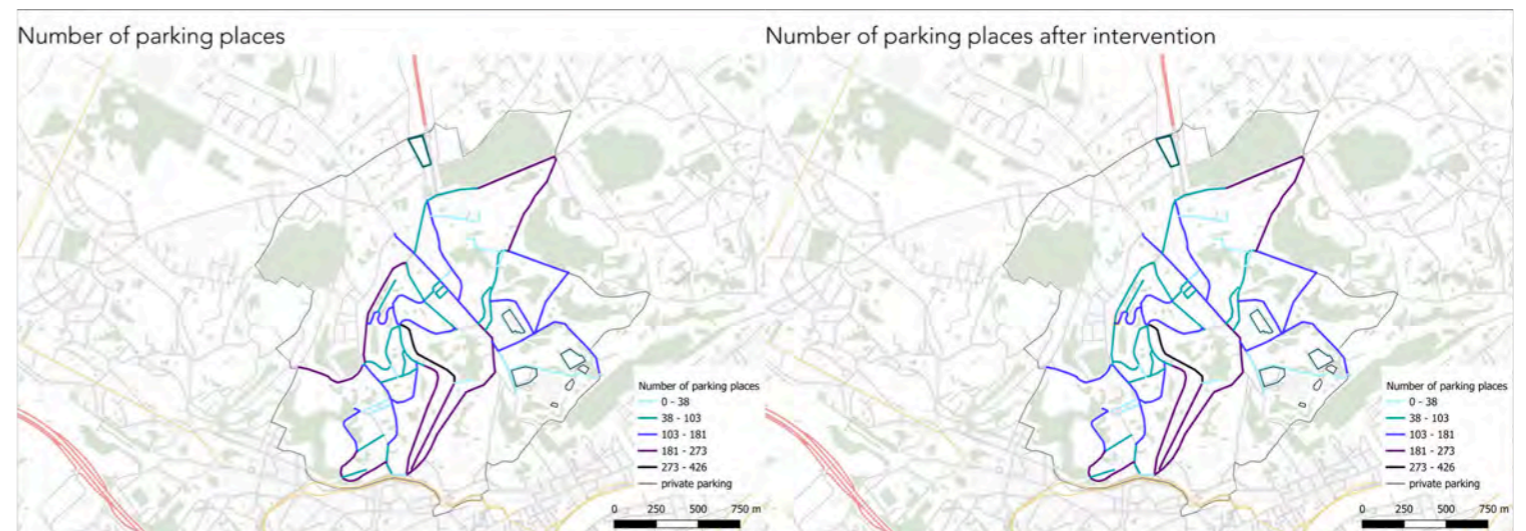 Number of parking places
Number of parking places after intervention
Number of parking places
0 - 38
38 - 103
103 - 181
181 - 273
273 - 426
private parking
0 250 500 750 m
Number of parking places
0 - 38
38 - 103
103 - 181
181 - 273
273 - 426
private parking
0 250 500 750 m